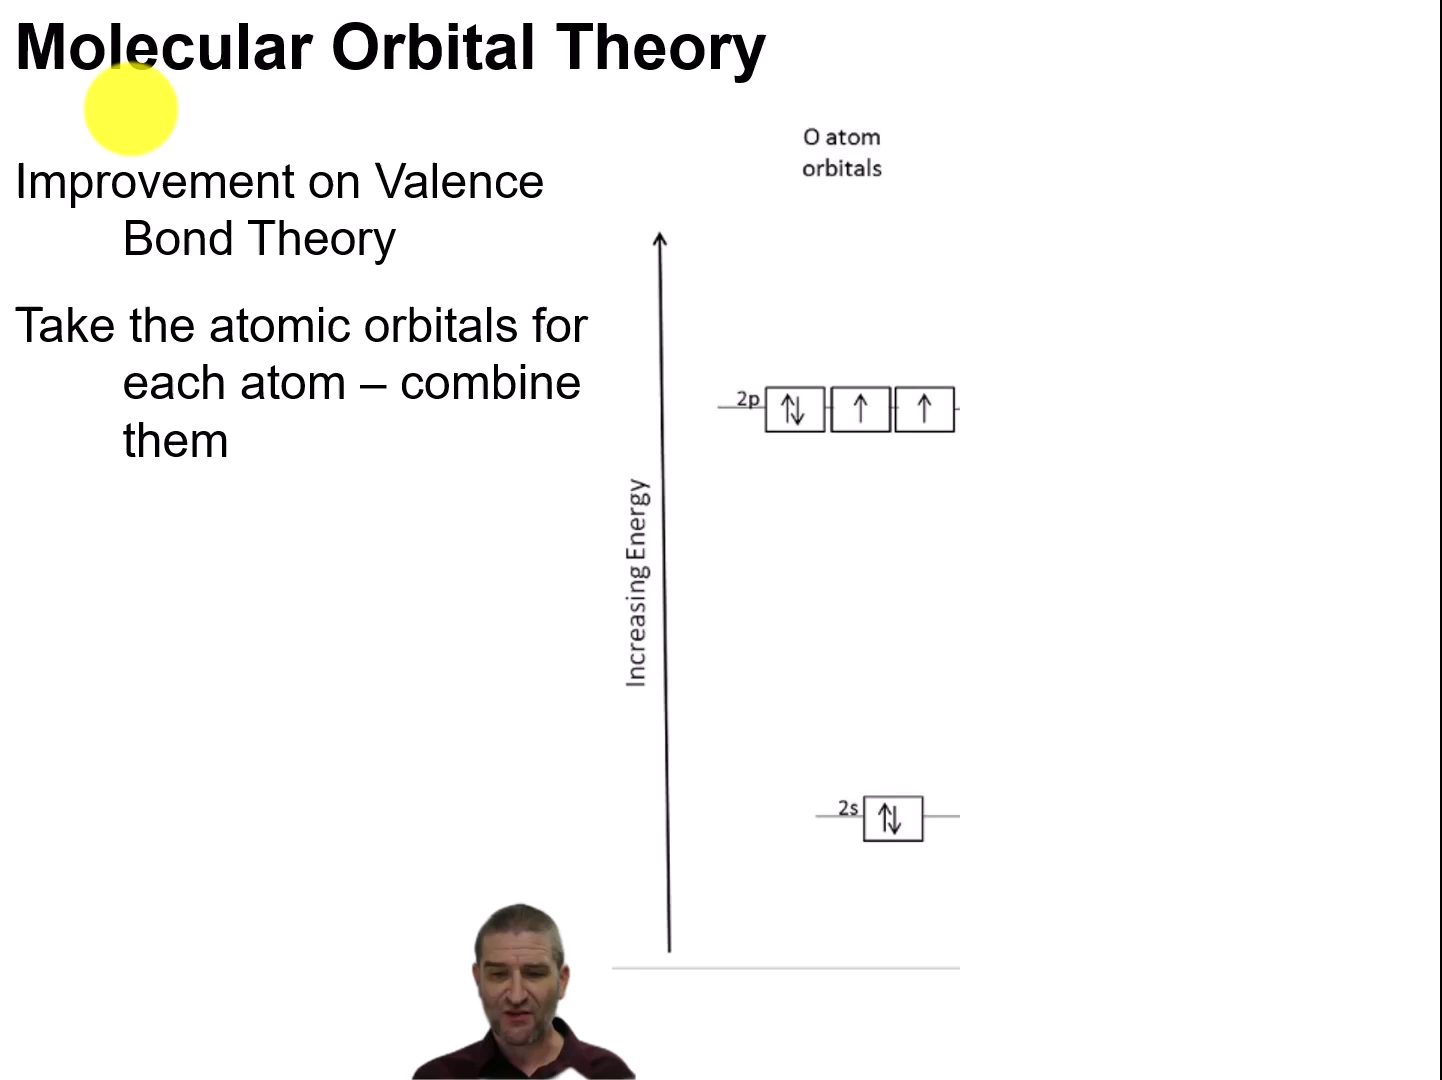 Molecular Orbital Theory
Improvement on Valence
Bond Theory
Take the atomic orbitals for
each atom – combine
them
O atom
orbitals
Increasing Energy
2p
2s